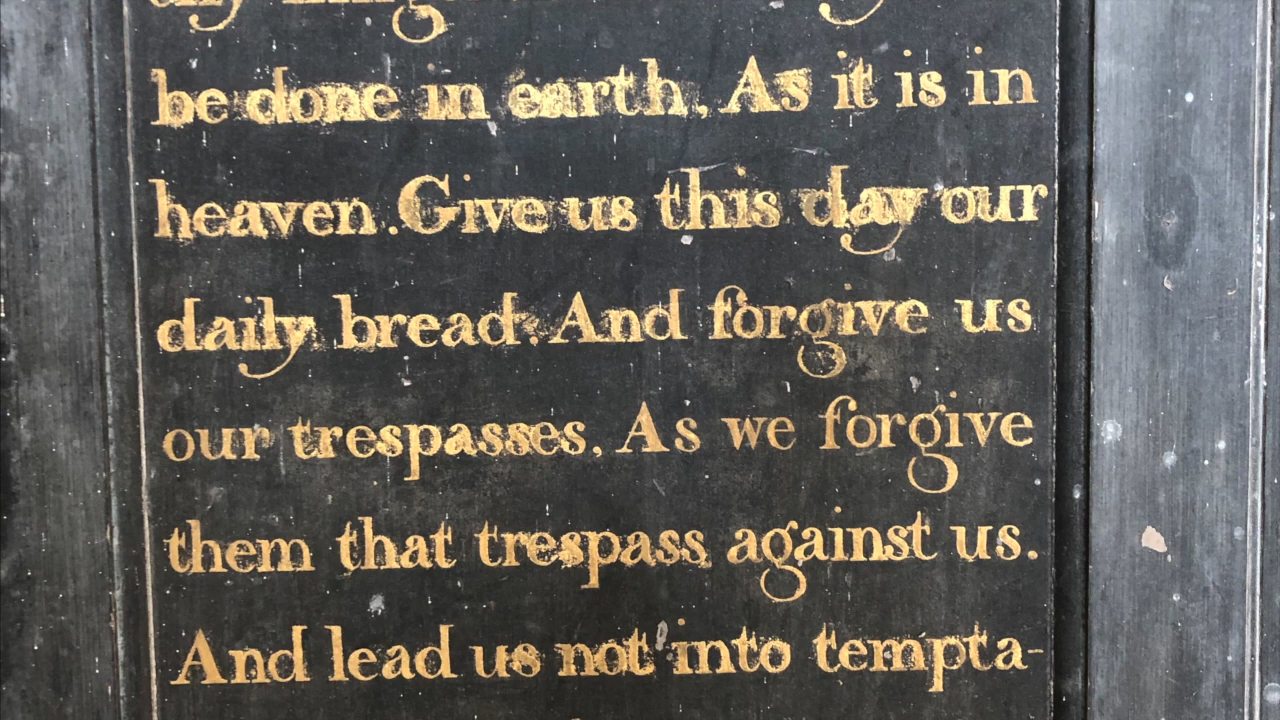 be done in earth, As it is in
heaven. Give us this day our
daily bread: And forgive us
our trespasses, As we forgive
them that trespass against us.
And lead us not into tempta-